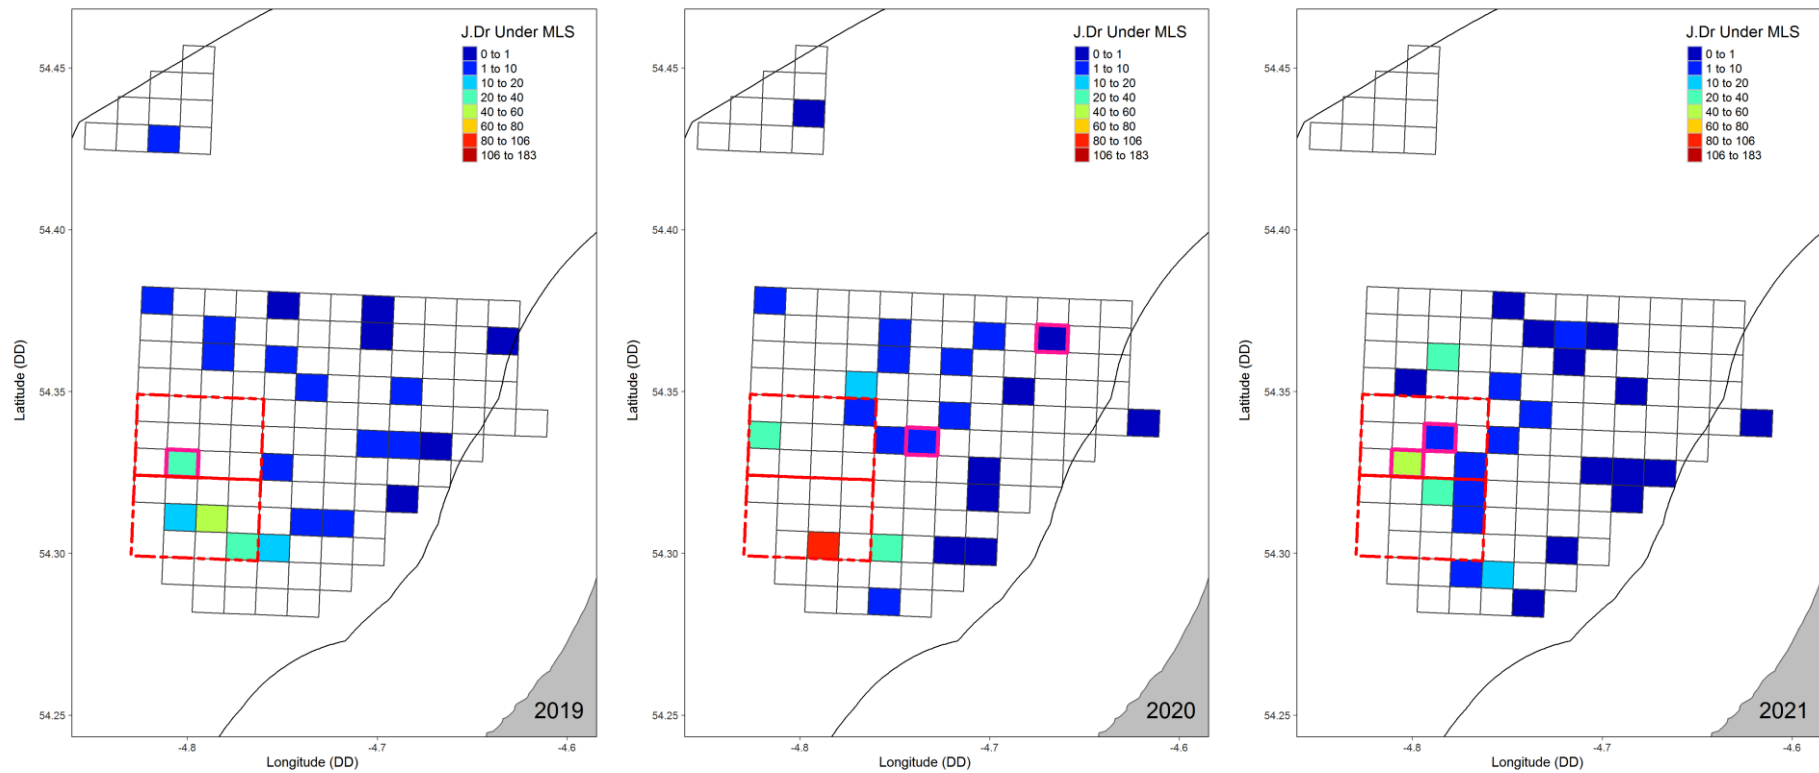 J.Dr Under MLS
0 to 1
1 to 10
10 to 20
20 to 40
40 to 60
60 to 80
80 to 106
106 to 183
54.45
54.40
54.35
54.30
54.25
Latitude (DD)
2019
-4.8 -4.7 -4.6
Longitude (DD)
J.Dr Under MLS
0 to 1
1 to 10
10 to 20
20 to 40
40 to 60
60 to 80
80 to 106
106 to 183
54.45
54.40
54.35
54.30
54.25
Latitude (DD)
2020
-4.8 -4.7 -4.6
Longitude (DD)
J.Dr Under MLS
0 to 1
1 to 10
10 to 20
20 to 40
40 to 60
60 to 80
80 to 106
106 to 183
54.45
54.40
54.35
54.30
54.25
Latitude (DD)
2021
-4.8 -4.7 -4.6
Longitude (DD)